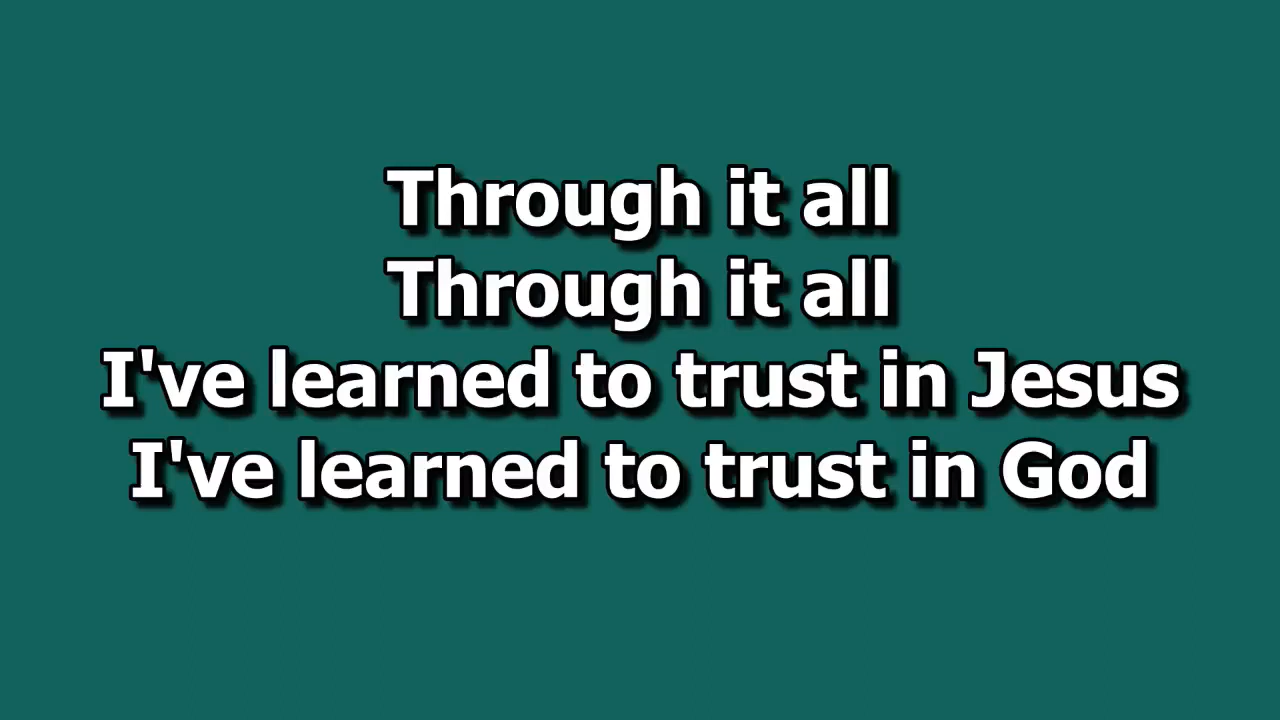 Through it all
Through it all
I've learned to trust in Jesus
I've learned to trust in God